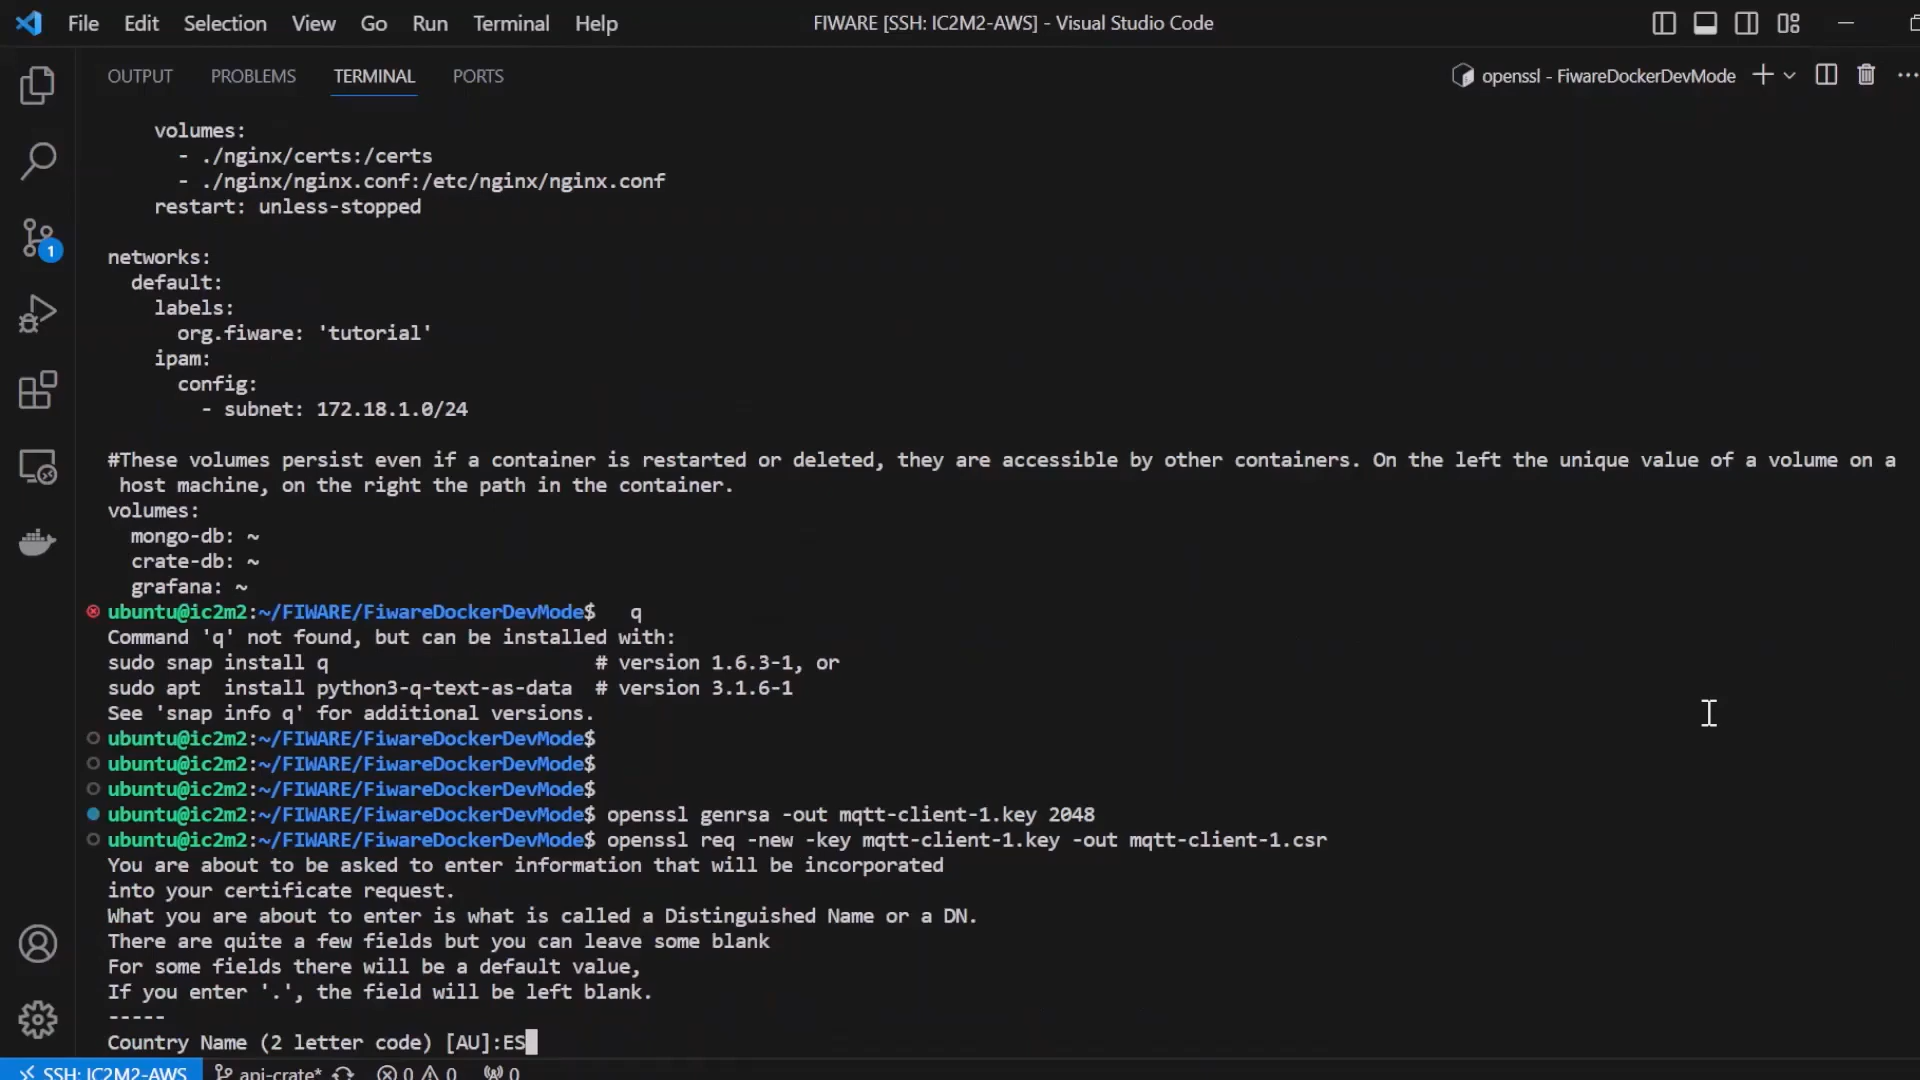 File Edit Selection View Go Run Terminal Help FIWARE [SSH: IC2M2-AWS] - Visual Studio Code
OUTPUT PROBLEMS TERMINAL PORTS openssl - FiwareDockerDevMode
volumes:
- ./nginx/certs:/certs
- ./nginx/nginx.conf:/etc/nginx/nginx.conf
restart: unless-stopped
networks:
default:
labels:
org.fiware: 'tutorial'
ipam:
config:
- subnet: 172.18.1.0/24
#These volumes persist even if a container is restarted or deleted, they are accessible by other containers. On the left the unique value of a volume on a
host machine, on the right the path in the container.
volumes:
mongo-db: ~
crate-db: ~
grafana: ~
ubuntu@ic2m2:~/FIWARE/FiwareDockerDevMode$ q
Command 'q' not found, but can be installed with:
sudo snap install q # version 1.6.3-1, or
sudo apt install python3-q-text-as-data # version 3.1.6-1
See 'snap info q' for additional versions.
ubuntu@ic2m2:~/FIWARE/FiwareDockerDevMode$
ubuntu@ic2m2:~/FIWARE/FiwareDockerDevMode$
ubuntu@ic2m2:~/FIWARE/FiwareDockerDevMode$
ubuntu@ic2m2:~/FIWARE/FiwareDockerDevMode$ openssl genrsa -out mqtt-client-1.key 2048
ubuntu@ic2m2:~/FIWARE/FiwareDockerDevMode$ openssl req -new -key mqtt-client-1.key -out mqtt-client-1.csr
You are about to be asked to enter information that will be incorporated
into your certificate request.
What you are about to enter is what is called a Distinguished Name or a DN.
There are quite a few fields but you can leave some blank
For some fields there will be a default value,
If you enter '.', the field will be left blank.
-----
Country Name (2 letter code) [AU]:ES
1
SSH: IC2M2-AWS api-crate* 0 0 0